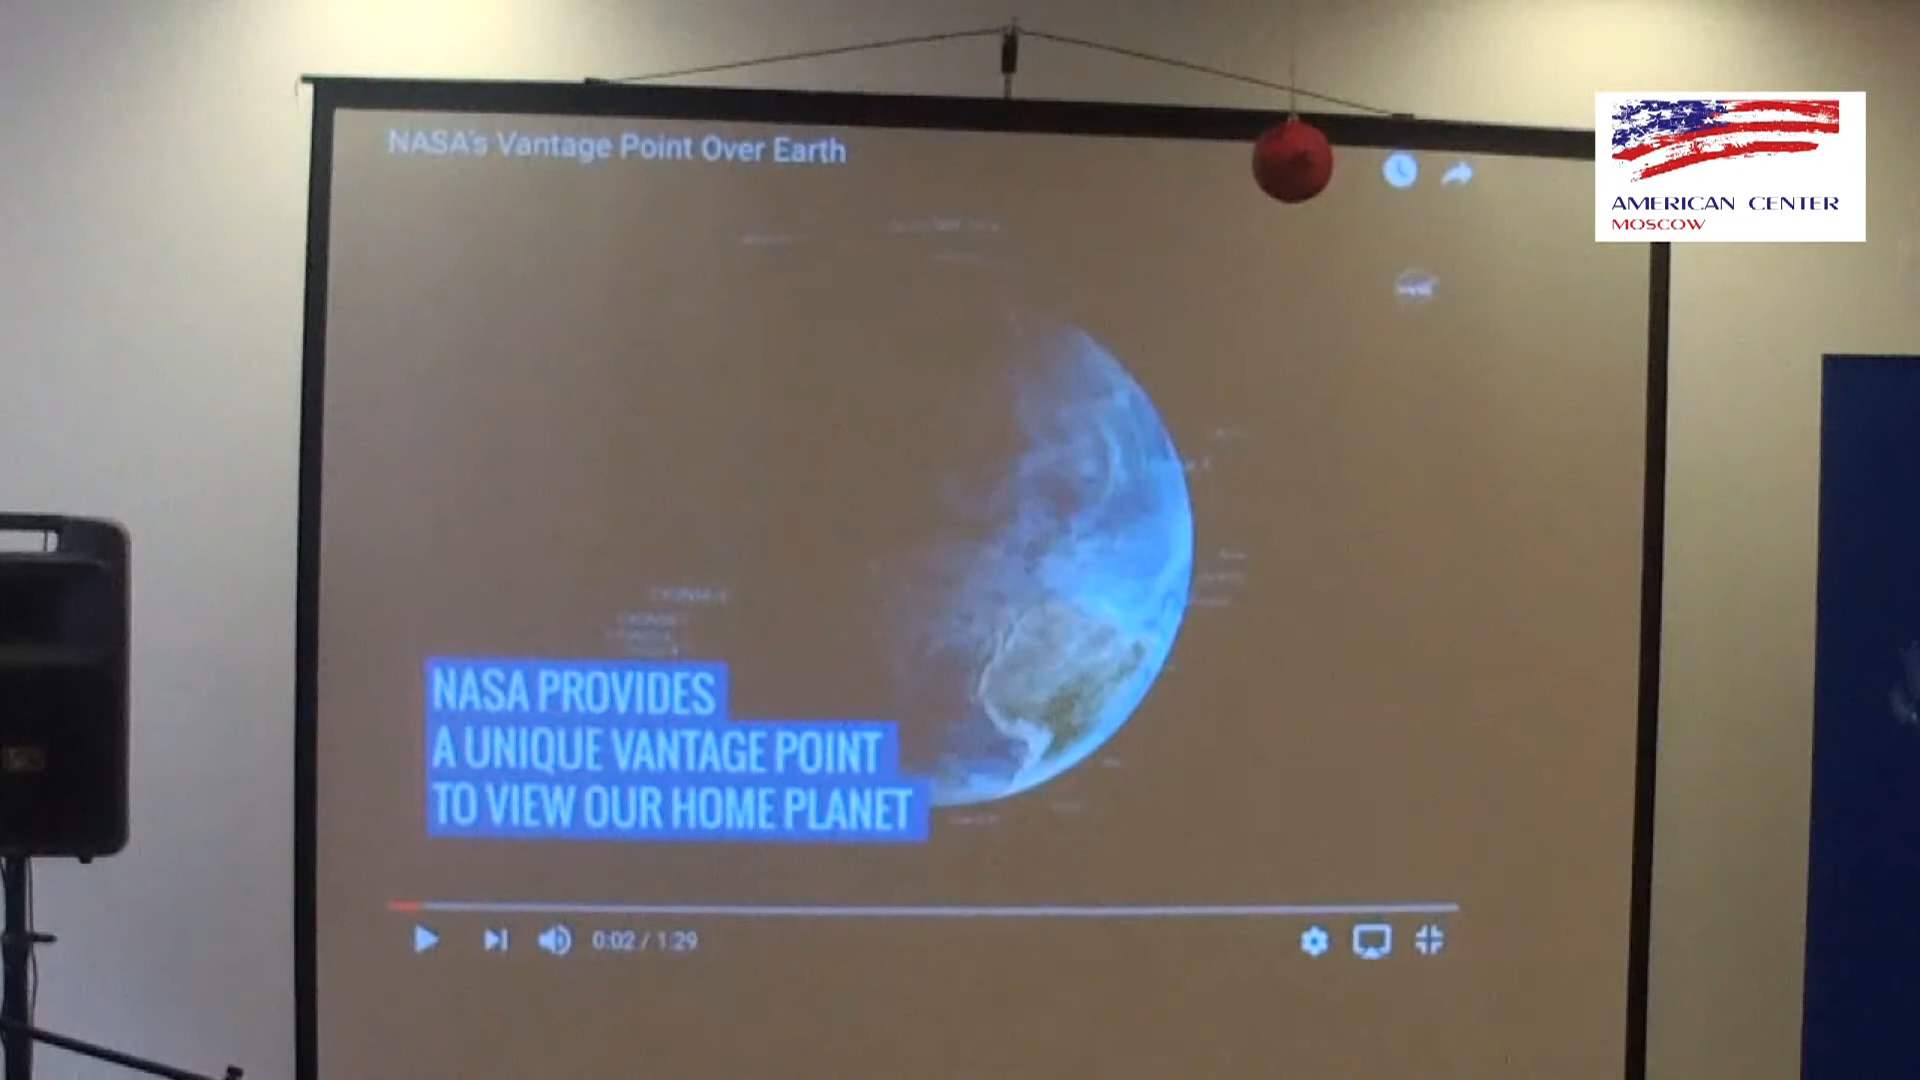 NASA's Vantage Point Over Earth
AMERICAN CENTER
MOSCOW
NASA PROVIDES
A UNIQUE VANTAGE POINT
TO VIEW OUR HOME PLANET
0:02 / 1:29